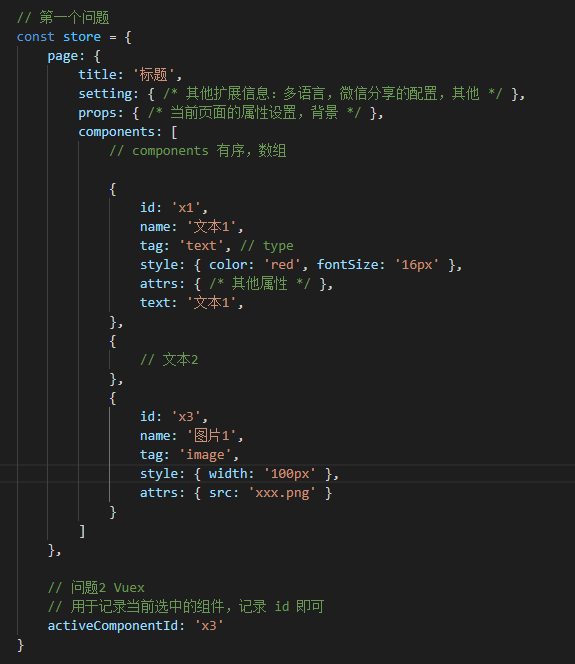 // 第一个问题
const store = {
page: {
title: '标题',
setting: { /* 其他扩展信息：多语言，微信分享的配置，其他 */ },
props: { /* 当前页面的属性设置，背景 */ },
components: [
// components 有序，数组
{
id: 'x1',
name: '文本1',
tag: 'text', // type
style: { color: 'red', fontSize: '16px' },
attrs: { /* 其他属性 */ },
text: '文本1',
},
{
// 文本2
},
{
id: 'x3',
name: '图片1',
tag: 'image',
style: { width: '100px' },
attrs: { src: 'xxx.png' }
}
]
},
// 问题2 Vuex
// 用于记录当前选中的组件，记录 id 即可
activeComponentId: 'x3'
}